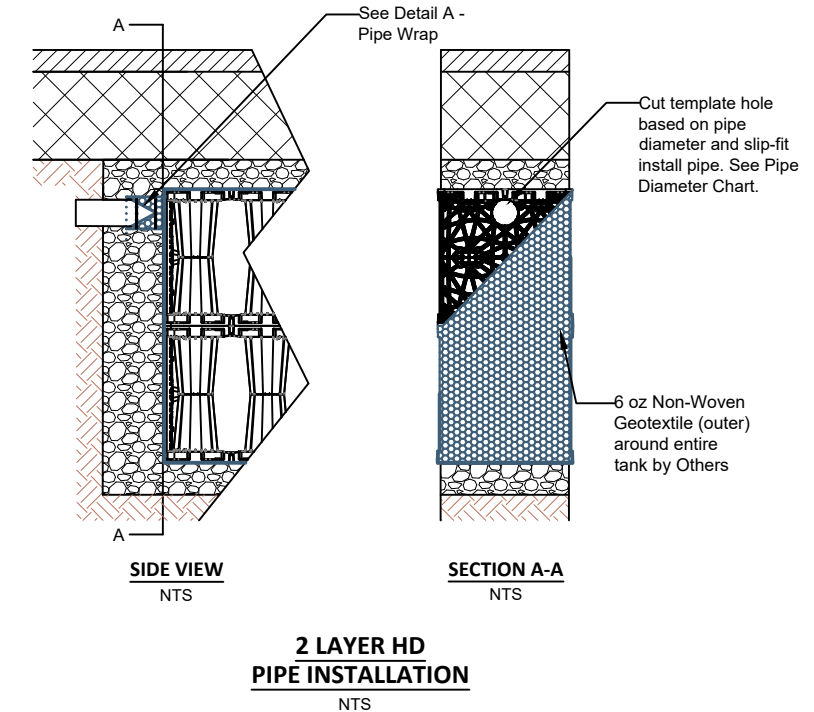 A
See Detail A -
Pipe Wrap
Cut template hole
based on pipe
diameter and slip-fit
install pipe. See Pipe
Diameter Chart.
6 oz Non-Woven
Geotextile (outer)
around entire
tank by Others
A
SIDE VIEW
NTS
SECTION A-A
NTS
2 LAYER HD
PIPE INSTALLATION
NTS